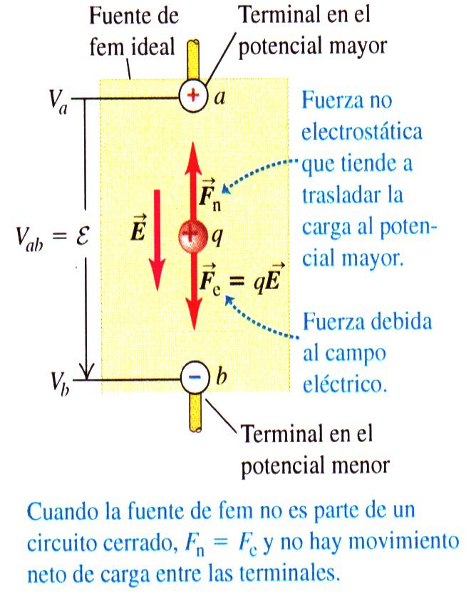 Fuente de
fem ideal
Terminal en el
potencial mayor
Vₐ
+
a
Fuerza no
electrostática
que tiende a
trasladar la
carga al poten-
cial mayor.
F⃗ₙ
Vₐb = ℰ
E⃗
+
q
F⃗e = qE⃗
Fuerza debida
al campo
eléctrico.
Vb
−
b
Terminal en el
potencial menor
Cuando la fuente de fem no es parte de un
circuito cerrado, Fₙ = Fe y no hay movimiento
neto de carga entre las terminales.